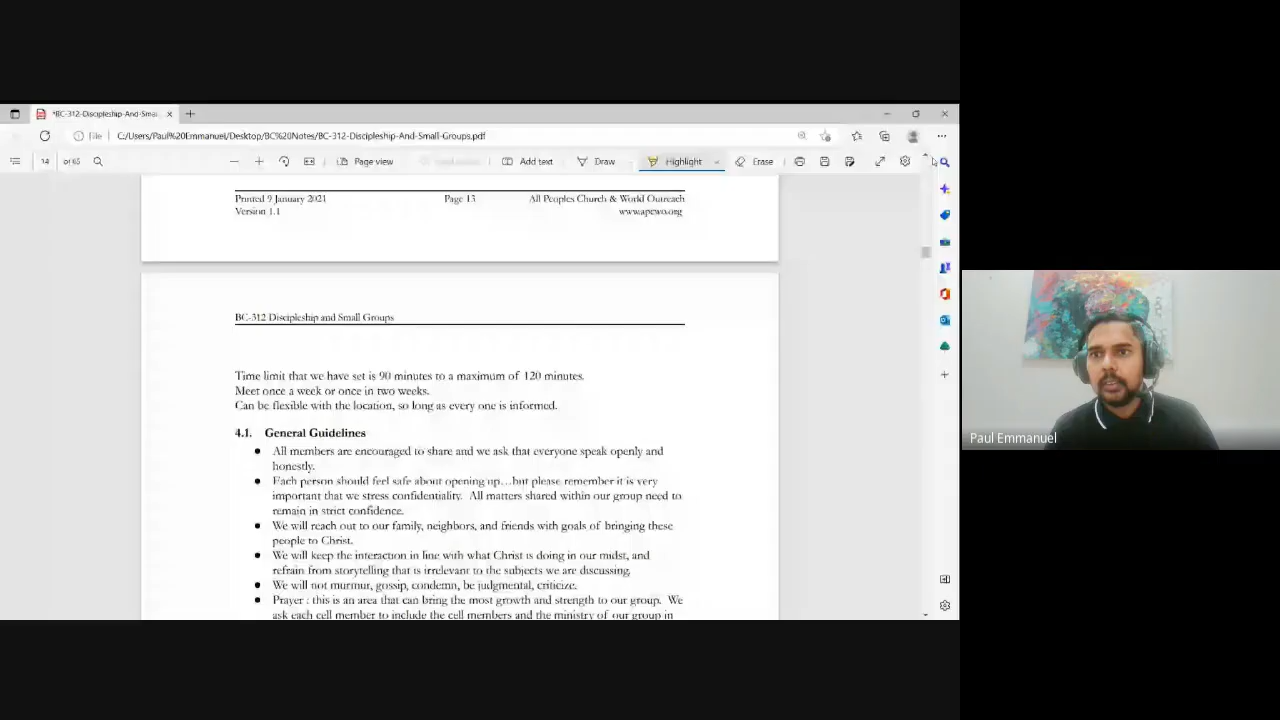 *BC-312-Discipleship-And-Smal
File
C:/Users/Paul%20Emmanuel/Desktop/BC%20Notes/BC-312-Discipleship-And-Small-Groups.pdf
14 of 65
Page view
Add text
Draw
Highlight
Erase
Printed 9 January 2021 Page 13 All Peoples Church & World Outreach
Version 1.1 www.apcwo.org
BC-312 Discipleship and Small Groups
Time limit that we have set is 90 minutes to a maximum of 120 minutes.
Meet once a week or once in two weeks.
Can be flexible with the location, so long as every one is informed.
4.1. General Guidelines
● All members are encouraged to share and we ask that everyone speak openly and
honestly.
● Each person should feel safe about opening up…but please remember it is very
important that we stress confidentiality. All matters shared within our group need to
remain in strict confidence.
● We will reach out to our family, neighbors, and friends with goals of bringing these
people to Christ.
● We will keep the interaction in line with what Christ is doing in our midst, and
refrain from storytelling that is irrelevant to the subjects we are discussing.
● We will not murmur, gossip, condemn, be judgmental, criticize.
● Prayer : this is an area that can bring the most growth and strength to our group. We
ask each cell member to include the cell members and the ministry of our group in
Paul Emmanuel